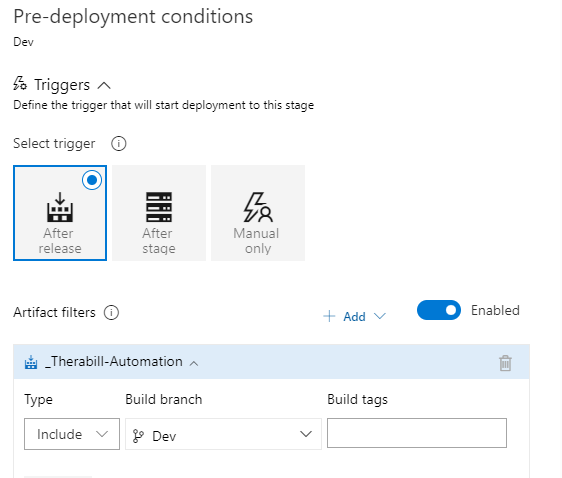 Pre-deployment conditions
Dev
Triggers
Define the trigger that will start deployment to this stage
Select trigger
After release
After stage
Manual only
Artifact filters
Add
Enabled
_Therabill-Automation
Type
Build branch
Build tags
Include
Dev